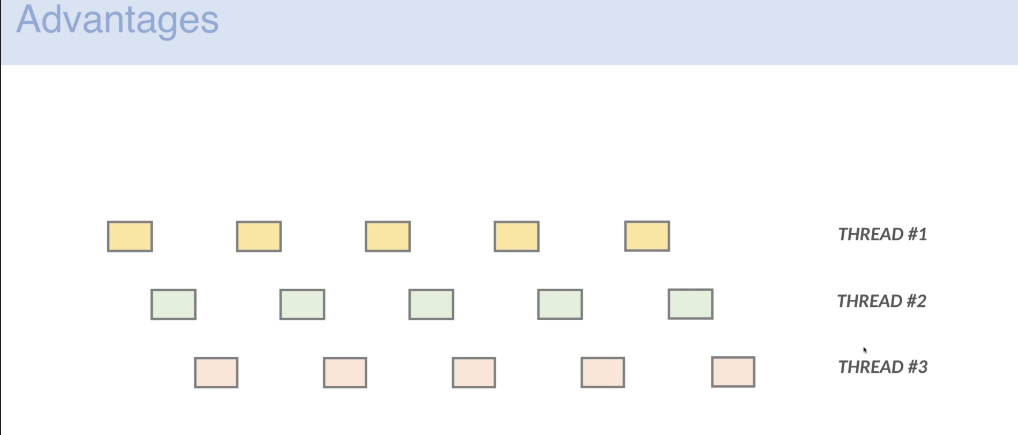 Advantages
THREAD #1
THREAD #2
THREAD #3